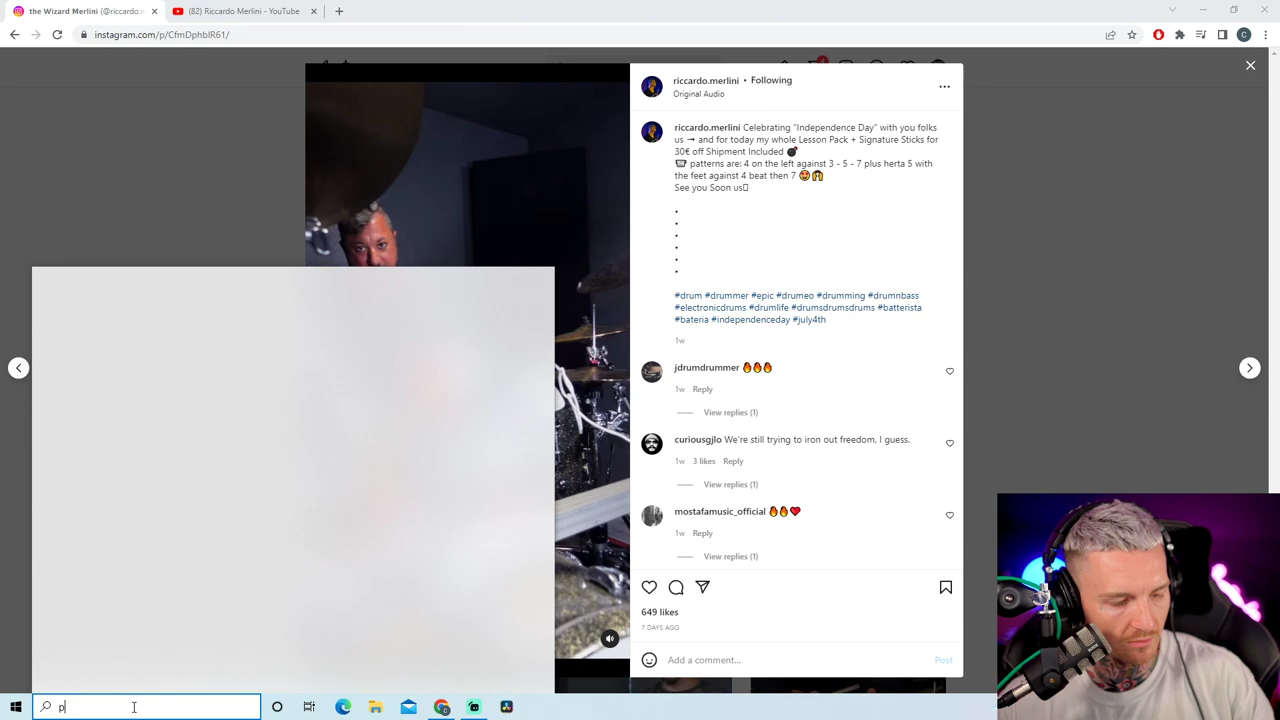 the Wizard Merlini (@riccardo.m
(82) Riccardo Merlini - YouTube
instagram.com/p/CfmDphbIR61/
C
riccardo.merlini • Following
Original Audio
riccardo.merlini Celebrating "Independence Day" with you folks
us → and for today my whole Lesson Pack + Signature Sticks for
30€ off Shipment Included 💣
🥁 patterns are: 4 on the left against 3 - 5 - 7 plus herta 5 with
the feet against 4 beat then 7 😍🙌
See you Soon us
•
•
•
•
•
•
#drum #drummer #epic #drumeo #drumming #drumnbass
#electronicdrums #drumlife #drumsdrumsdrums #batterista
#bateria #independenceday #july4th
1w
jdrumdrummer 🔥🔥🔥
1w Reply
View replies (1)
curiousgjlo We're still trying to iron out freedom, I guess.
1w 3 likes Reply
View replies (1)
mostafamusic_official 🔥🔥❤️
1w Reply
View replies (1)
649 likes
7 DAYS AGO
Add a comment... Post
p